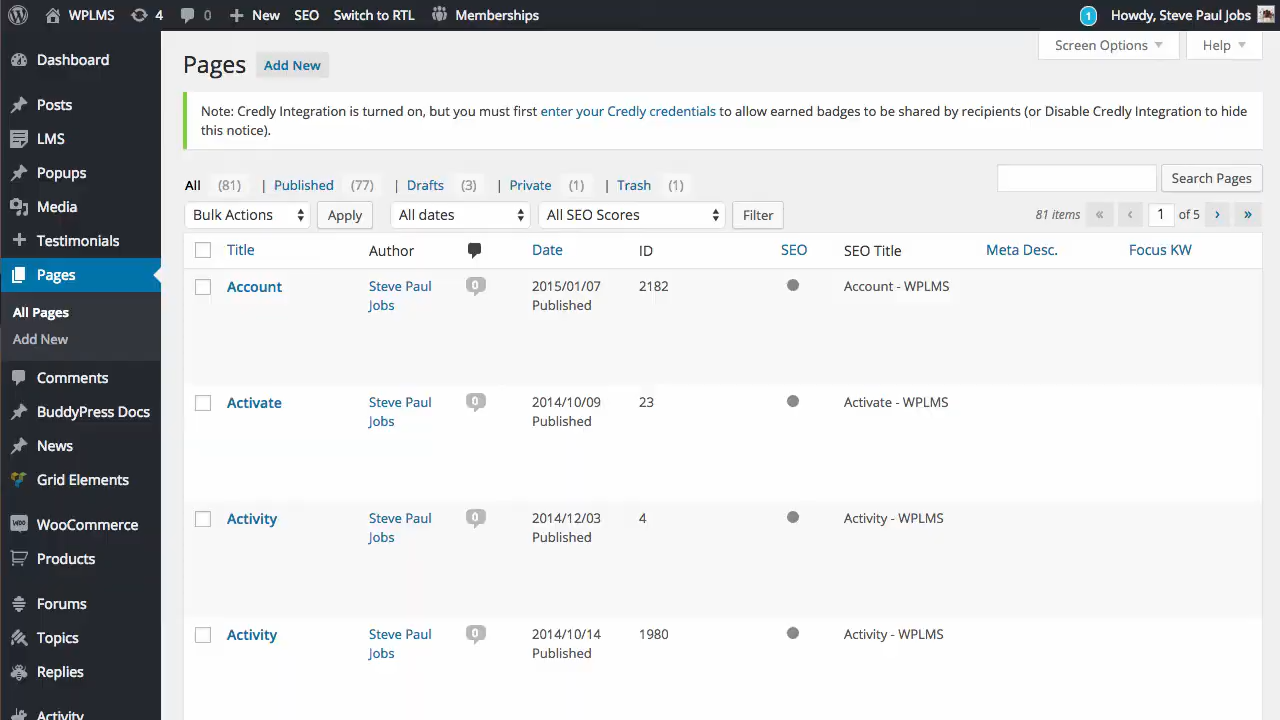 WPLMS 4 0 New SEO Switch to RTL Memberships 1 Howdy, Steve Paul Jobs
Screen Options Help
Dashboard
Posts
LMS
Popups
Media
Testimonials
Pages
All Pages
Add New
Comments
BuddyPress Docs
News
Grid Elements
WooCommerce
Products
Forums
Topics
Replies
Activity
Pages Add New
Note: Credly Integration is turned on, but you must first enter your Credly credentials to allow earned badges to be shared by recipients (or Disable Credly Integration to hide
this notice).
All (81) | Published (77) | Drafts (3) | Private (1) | Trash (1)
Search Pages
Bulk Actions Apply All dates All SEO Scores Filter 81 items « ‹ 1 of 5 › »
Title Author Date ID SEO SEO Title Meta Desc. Focus KW
Account Steve Paul Jobs 0 2015/01/07 Published 2182 Account - WPLMS
Activate Steve Paul Jobs 0 2014/10/09 Published 23 Activate - WPLMS
Activity Steve Paul Jobs 0 2014/12/03 Published 4 Activity - WPLMS
Activity Steve Paul Jobs 0 2014/10/14 Published 1980 Activity - WPLMS